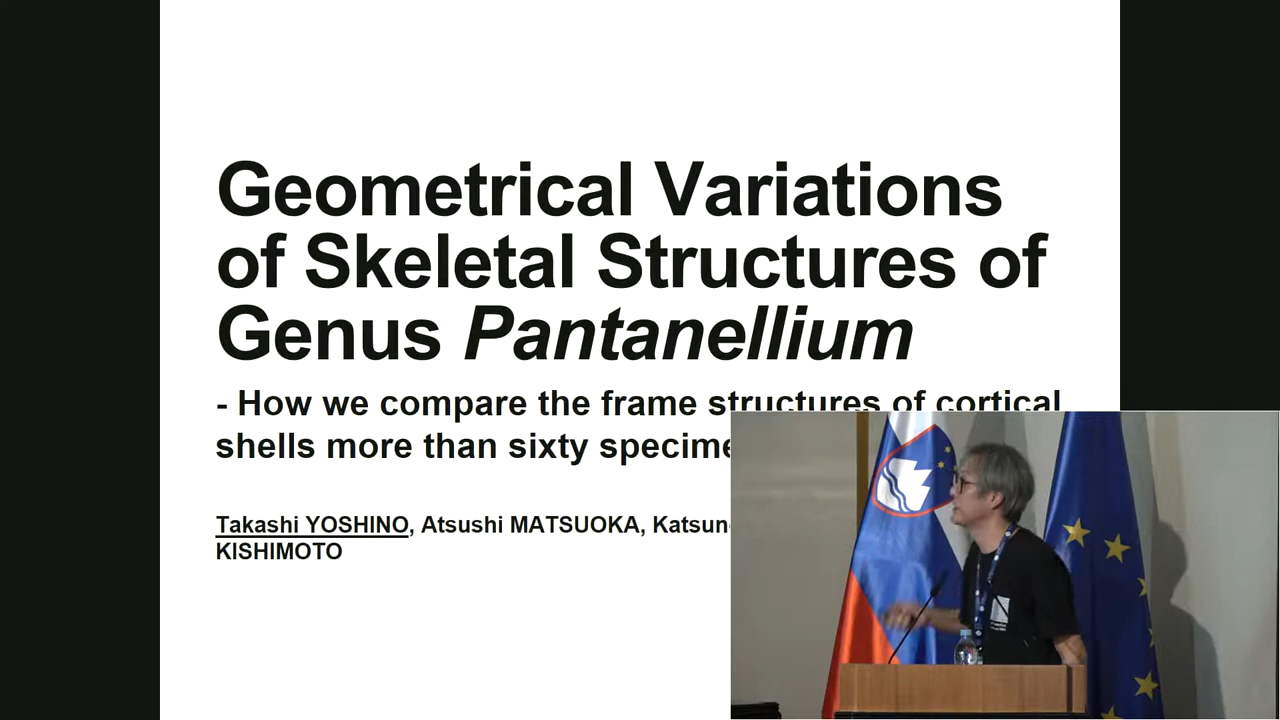 Geometrical Variations
of Skeletal Structures of
Genus Pantanellium
- How we compare the frame structures of cortical
shells more than sixty
Takashi YOSHINO, Atsushi MATSUOKA,
KISHIMOTO